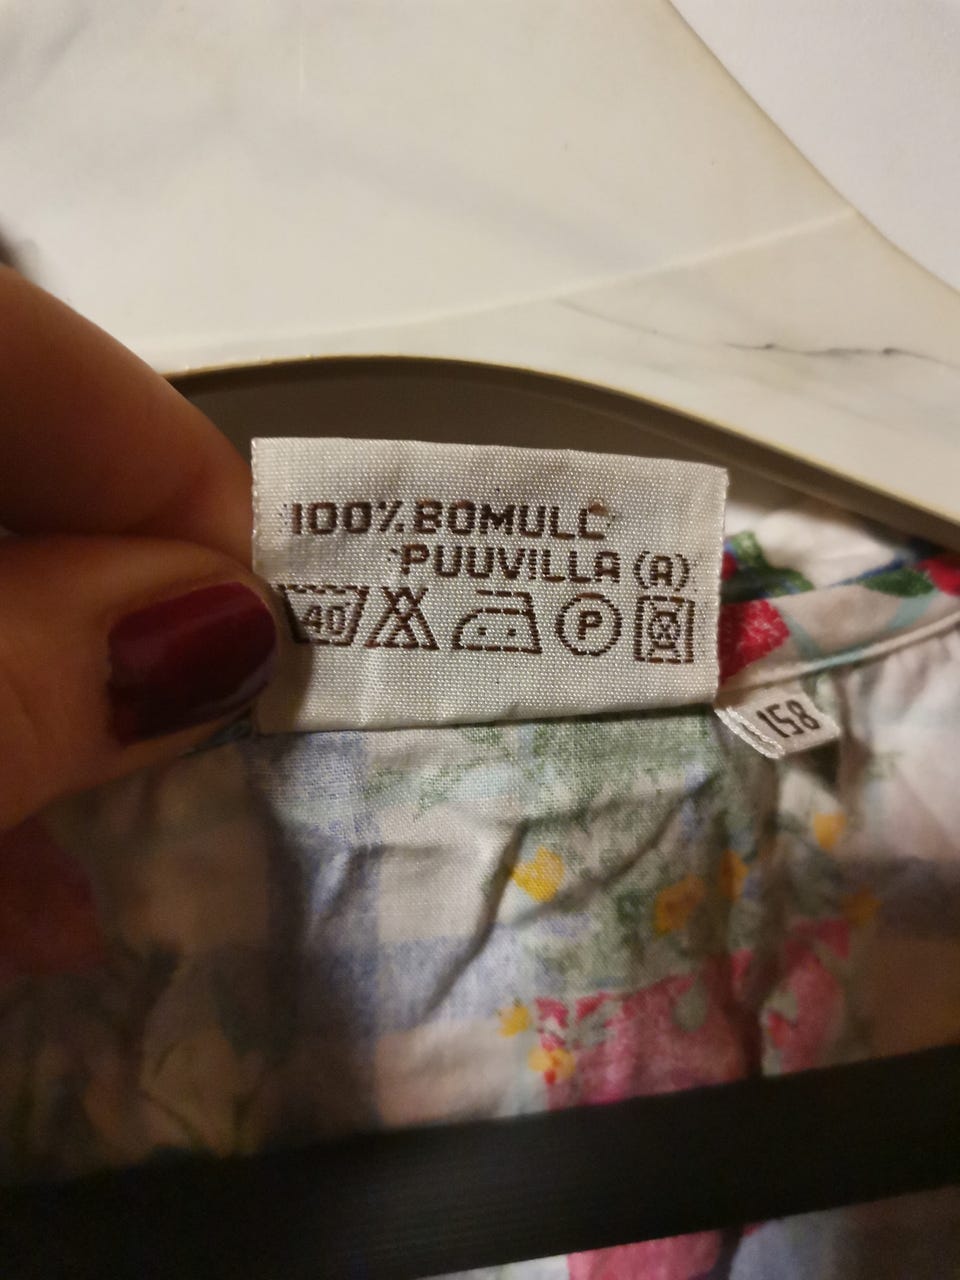 100% BOMULL
PUUVILLA (A)
40 P
158